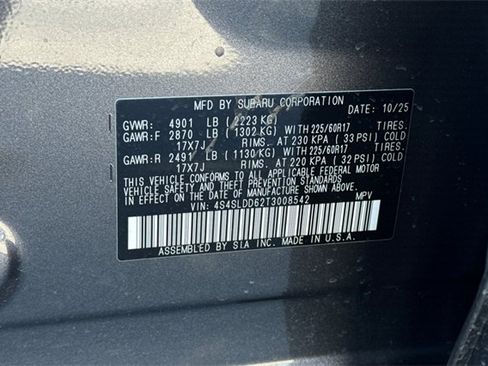 MFD BY SUBARU CORPORATION DATE: 10/25
GVWR: 4901 LB ( 2223 KG)
GAWR:F 2870 LB ( 1302 KG) WITH 225/60R17 TIRES.
17X7J RIMS. AT 230 KPA ( 33 PSI) COLD
GAWR:R 2491 LB ( 1130 KG) WITH 225/60R17 TIRES.
17X7J RIMS. AT 220 KPA ( 32 PSI) COLD
THIS VEHICLE CONFORMS TO ALL APPLICABLE FEDERAL MOTOR
VEHICLE SAFETY AND THEFT PREVENTION STANDARDS IN EFFECT
ON THE DATE OF MANUFACTURE SHOWN ABOVE.
VIN: 4S4SLDD62T3008542 MPV
ASSEMBLED BY SIA INC. MADE IN U.S.A.